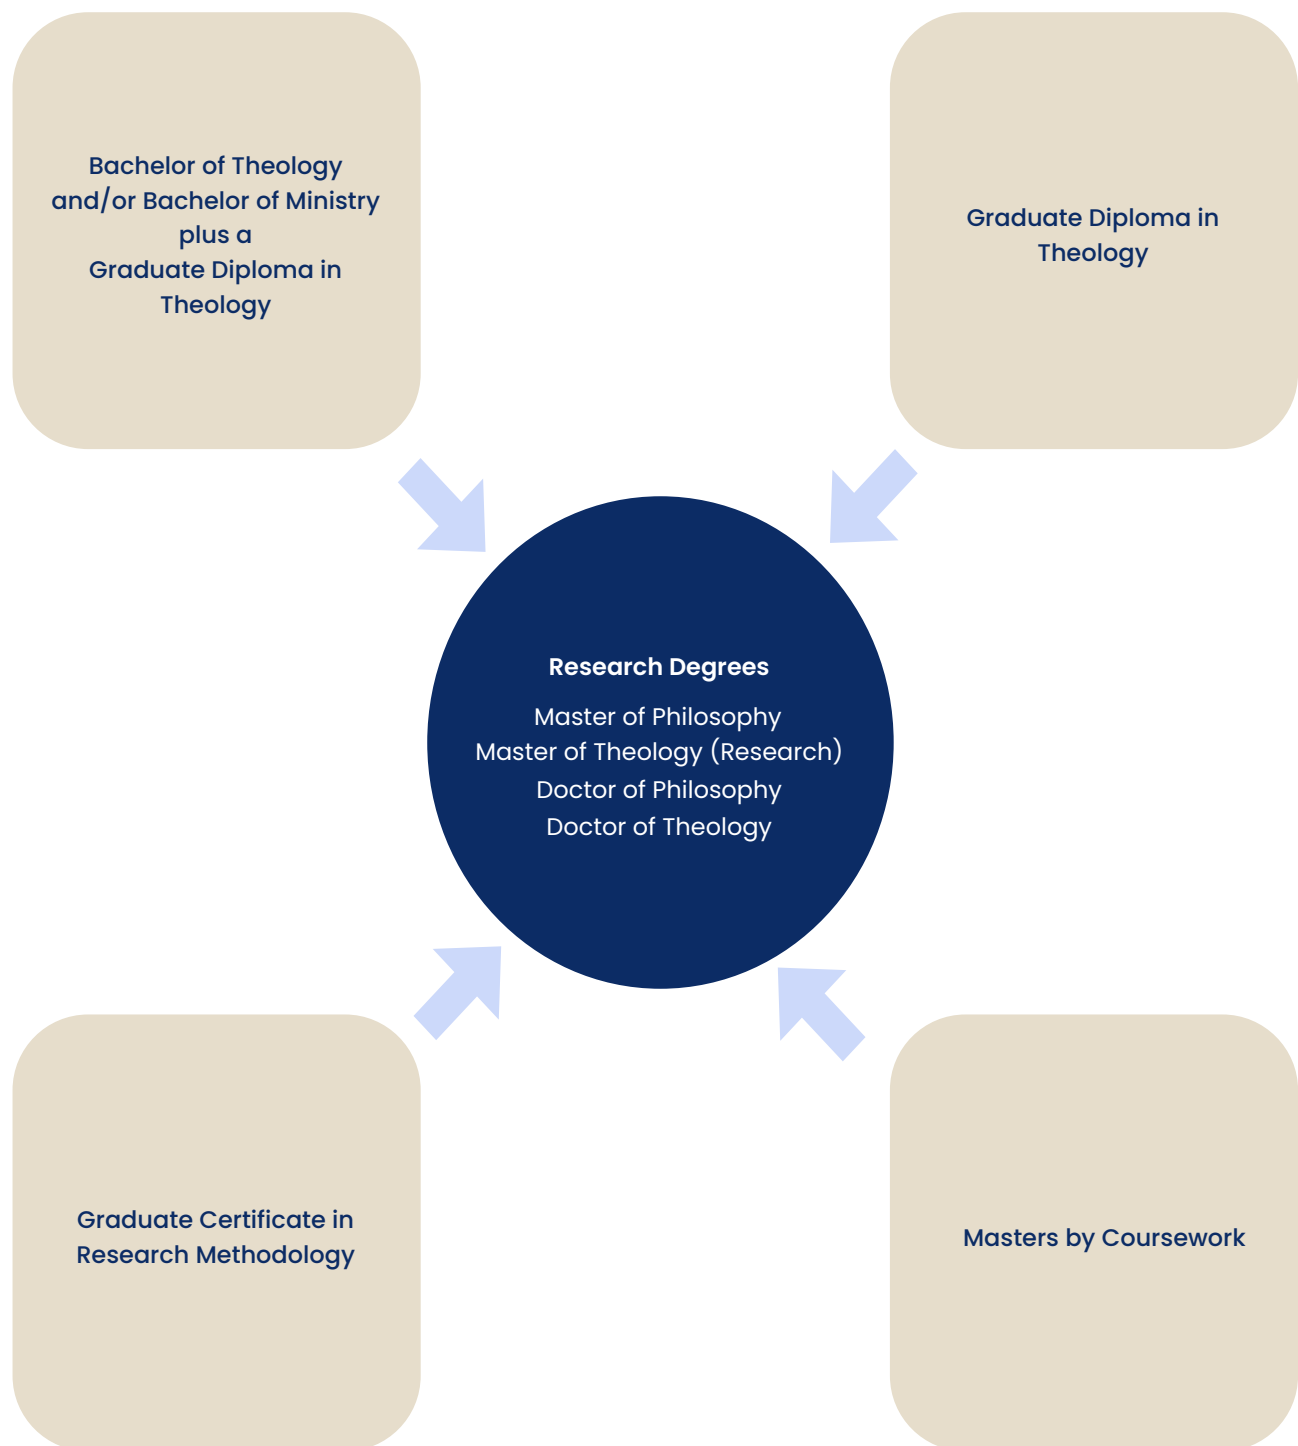 Bachelor of Theology
and/or Bachelor of Ministry
plus a
Graduate Diploma in
Theology
Graduate Diploma in
Theology
Research Degrees
Master of Philosophy
Master of Theology (Research)
Doctor of Philosophy
Doctor of Theology
Graduate Certificate in
Research Methodology
Masters by Coursework